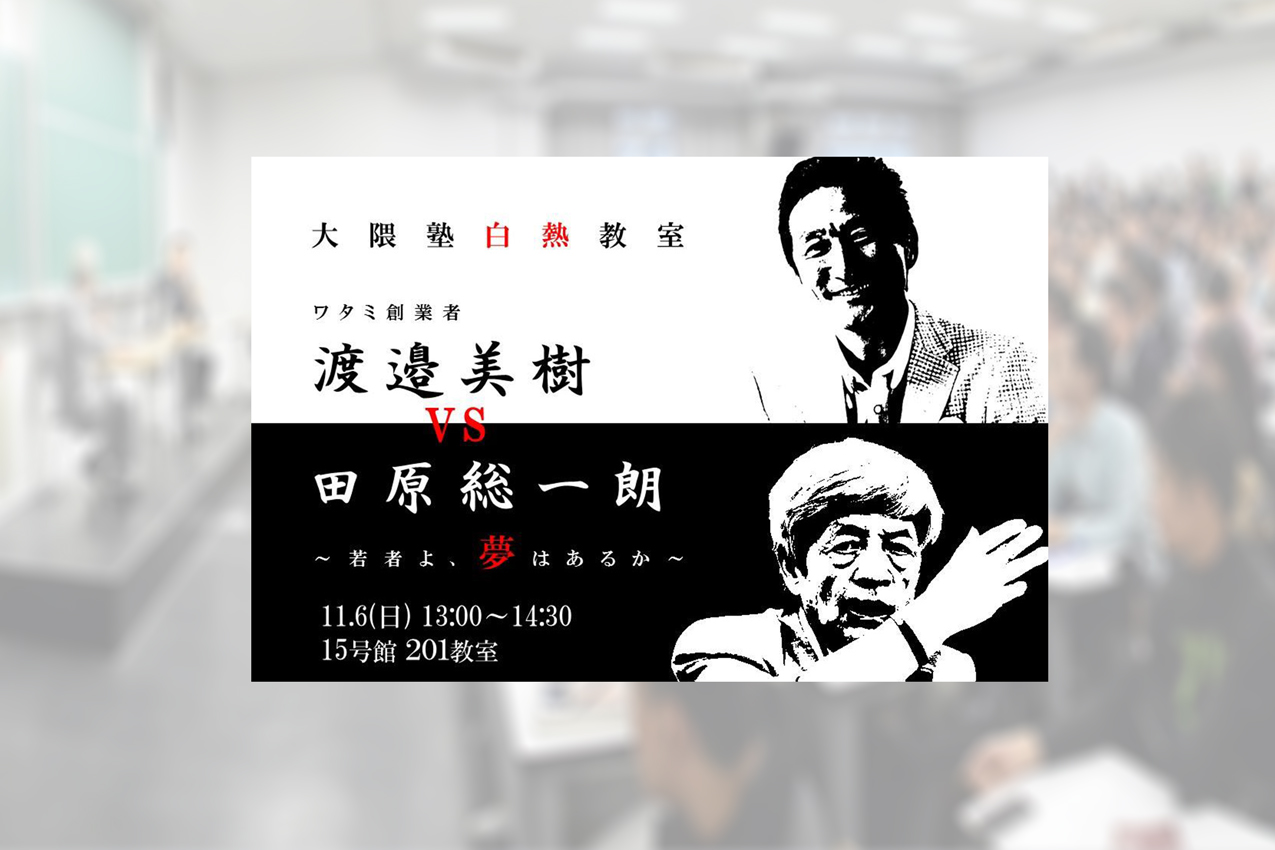 大隈塾白熱教室
ワタミ創業者
渡邉美樹
VS
田原総一朗
～若者よ、夢はあるか～
11.6(日) 13:00～14:30
15号館 201教室